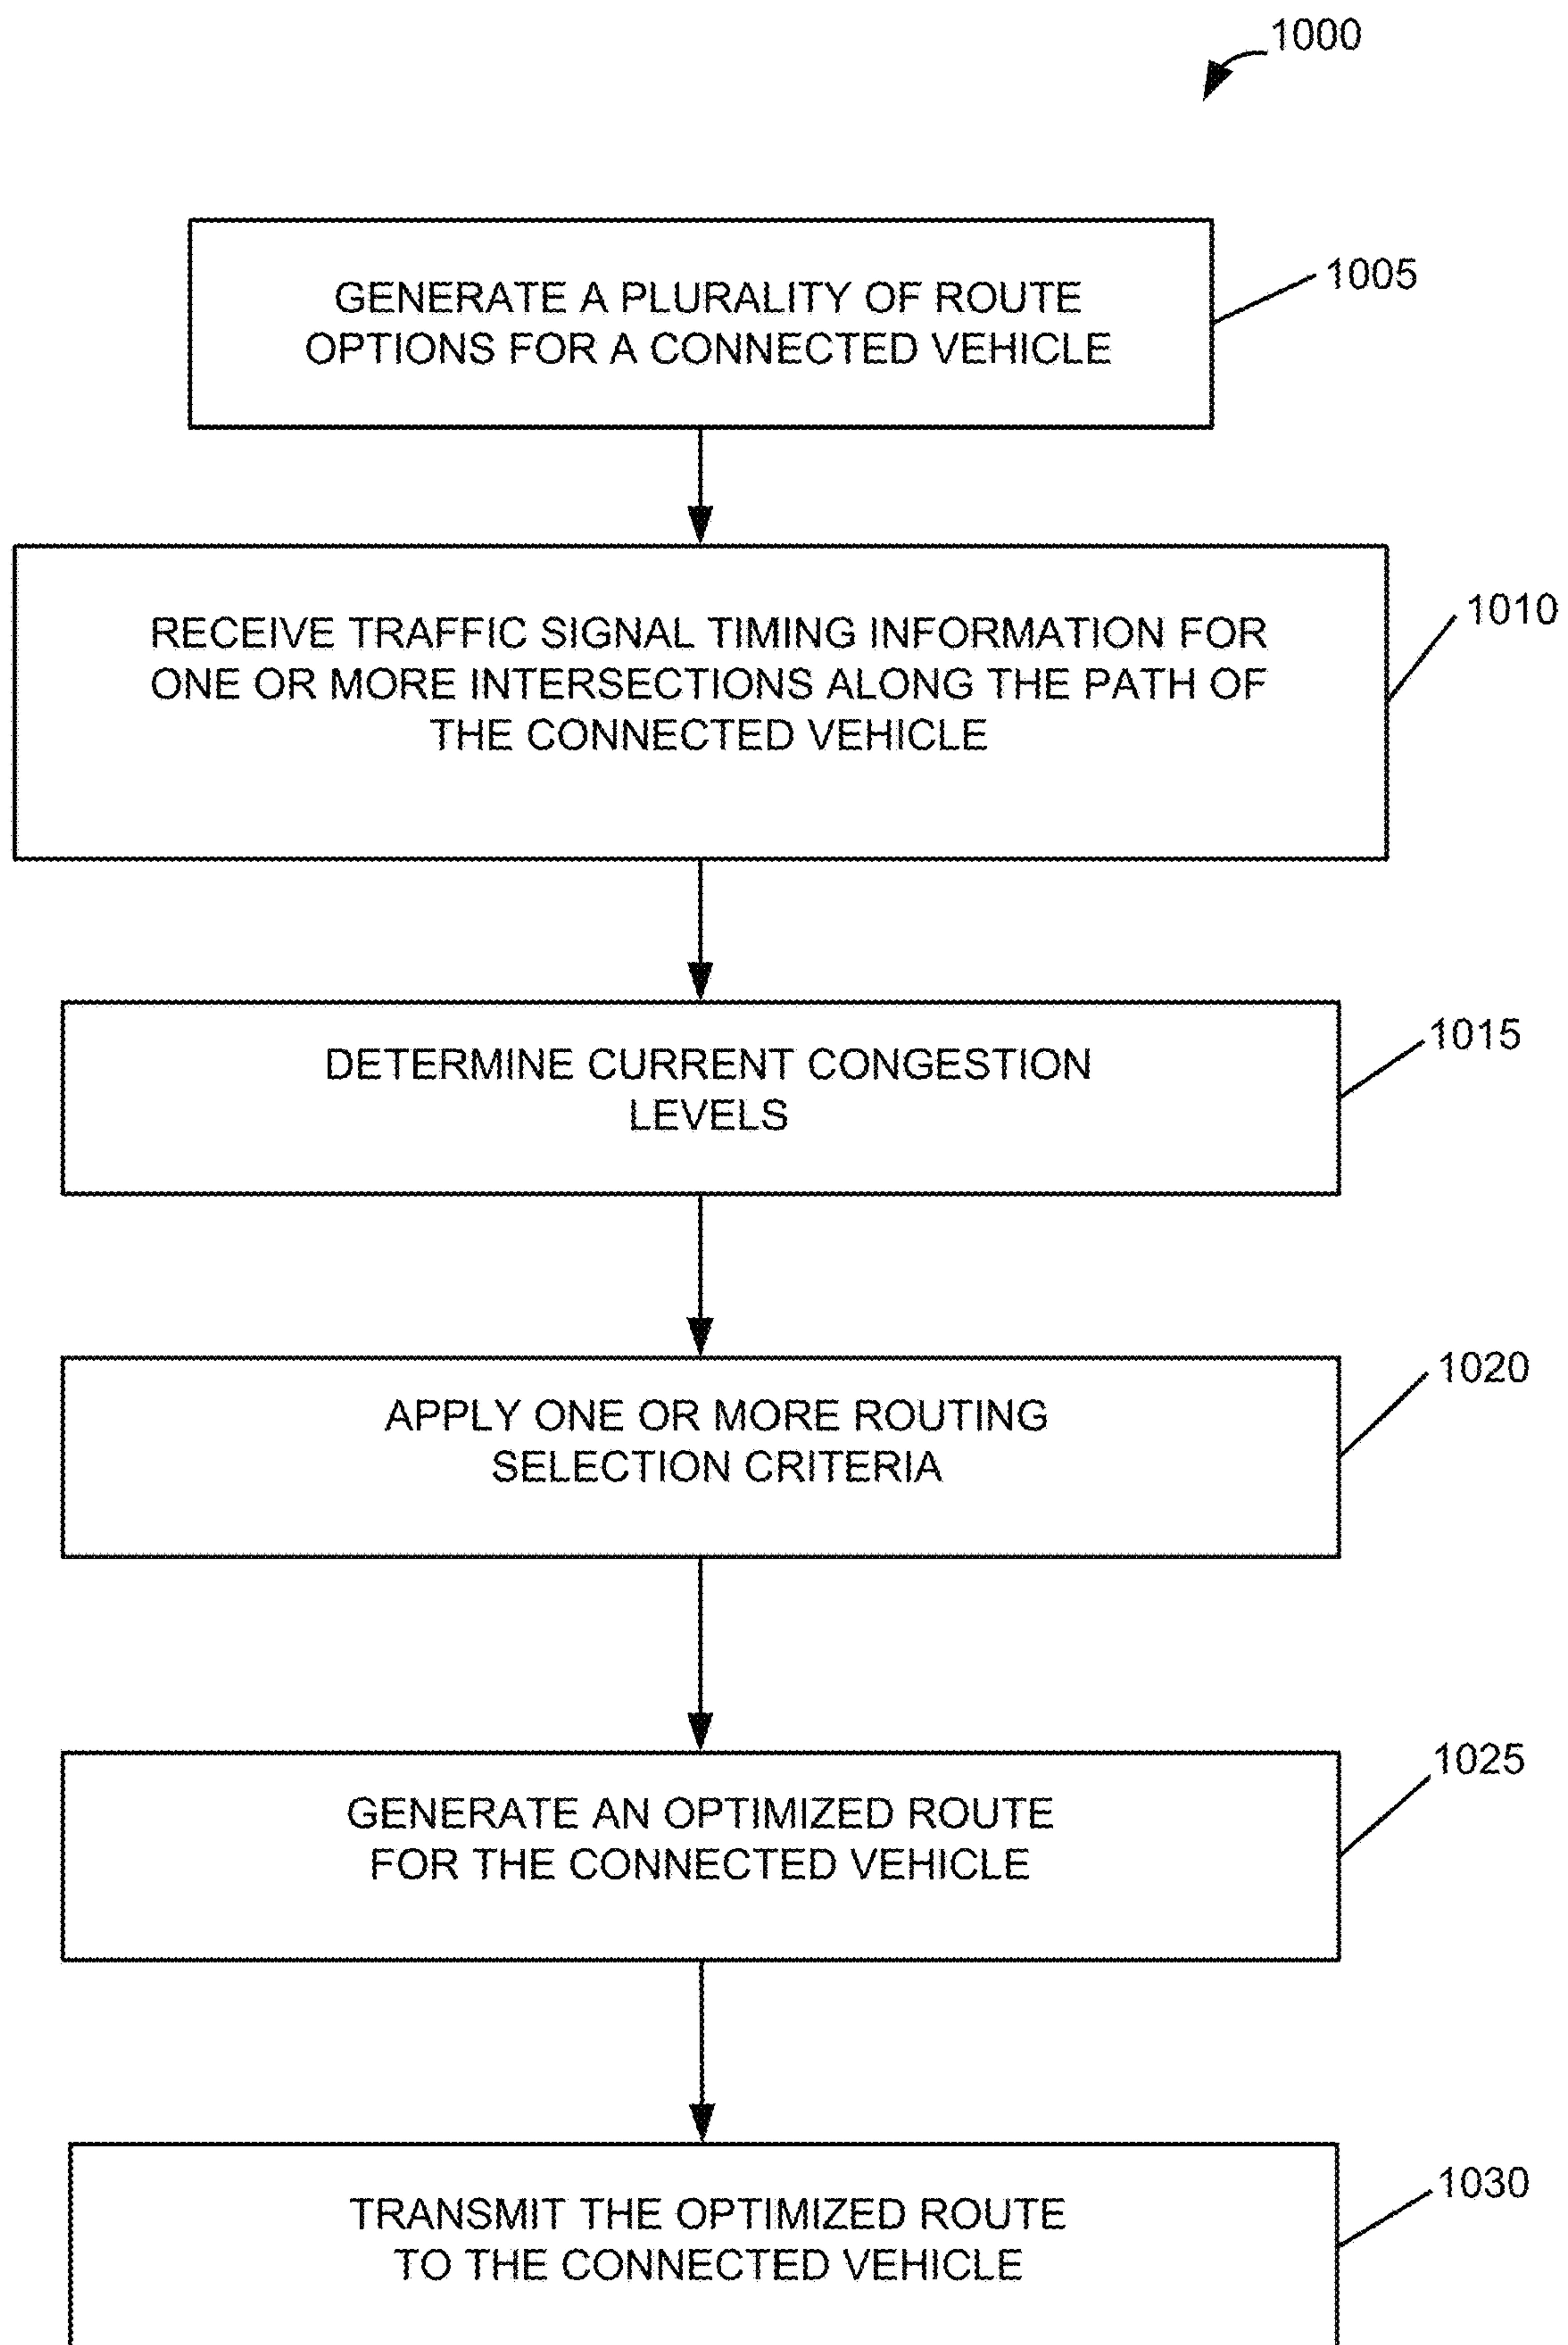 1000
GENERATE A PLURALITY OF ROUTE
OPTIONS FOR A CONNECTED VEHICLE
1005
RECEIVE TRAFFIC SIGNAL TIMING INFORMATION FOR
ONE OR MORE INTERSECTIONS ALONG THE PATH OF
THE CONNECTED VEHICLE
1010
DETERMINE CURRENT CONGESTION
LEVELS
1015
APPLY ONE OR MORE ROUTING
SELECTION CRITERIA
1020
GENERATE AN OPTIMIZED ROUTE
FOR THE CONNECTED VEHICLE
1025
TRANSMIT THE OPTIMIZED ROUTE
TO THE CONNECTED VEHICLE
1030